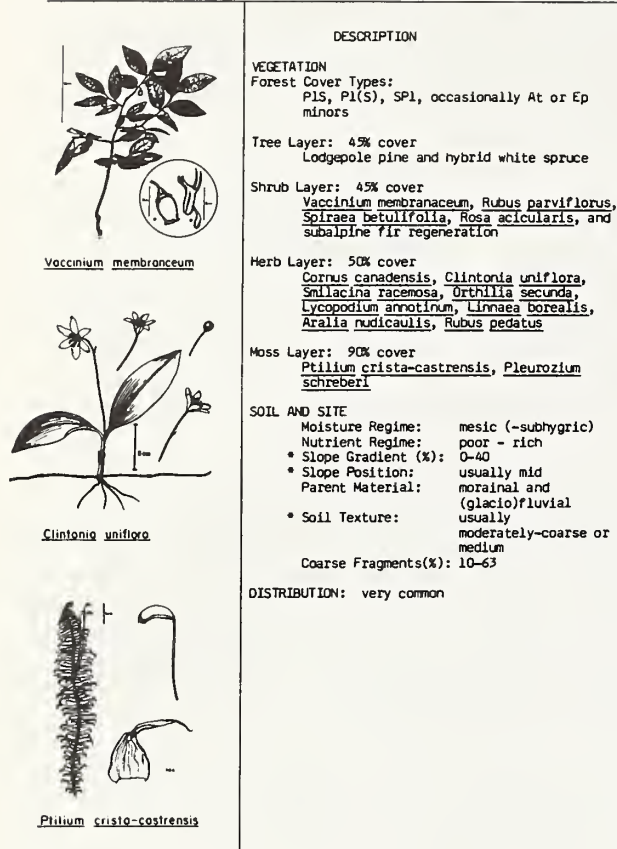 Vaccinium membranceum
Clintonia uniflora
Ptilium crista-castrensis
DESCRIPTION
VEGETATION
Forest Cover Types:
PlS, Pl(S), SPl, occasionally At or Ep
minors
Tree Layer: 45% cover
Lodgepole pine and hybrid white spruce
Shrub Layer: 45% cover
Vaccinium membranaceum, Rubus parviflorus,
Spiraea betulifolia, Rosa acicularis, and
subalpine fir regeneration
Herb Layer: 50% cover
Cornus canadensis, Clintonia uniflora,
Smilacina racemosa, Orthilia secunda,
Lycopodium annotinum, Linnaea borealis,
Aralia nudicaulis, Rubus pedatus
Moss Layer: 90% cover
Ptilium crista-castrensis, Pleurozium
schreberi
SOIL AND SITE
Moisture Regime: mesic (-subhygric)
Nutrient Regime: poor - rich
* Slope Gradient (%): 0-40
* Slope Position: usually mid
Parent Material: morainal and
(glacio)fluvial
* Soil Texture: usually
moderately-coarse or
medium
Coarse Fragments(%): 10-63
DISTRIBUTION: very common